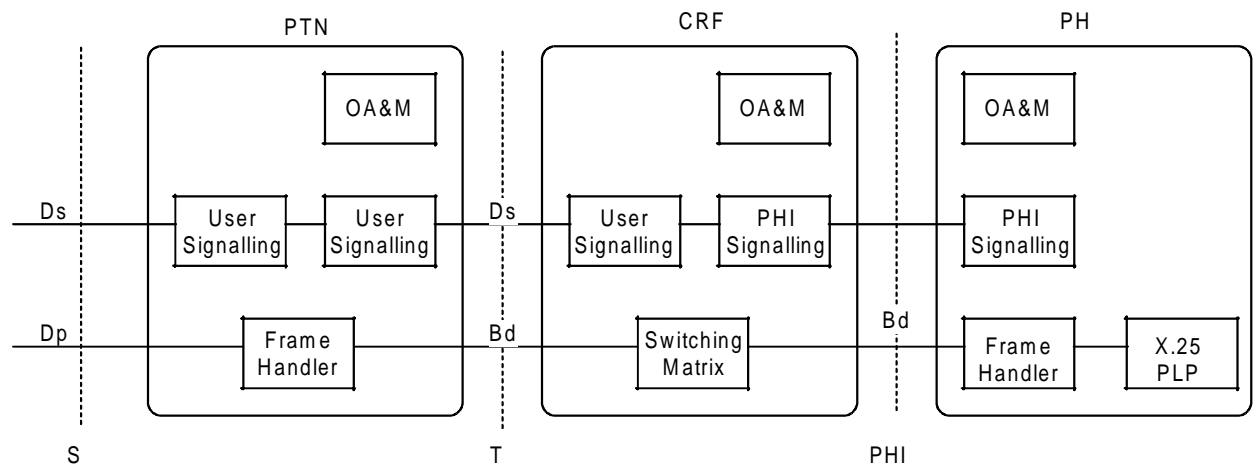 PTN
CRF
PH
OA&M
OA&M
OA&M
Ds
User
Signalling
User
Signalling
Ds
User
Signalling
PHI
Signalling
PHI
Signalling
Dp
Frame
Handler
Bd
Switching
Matrix
Bd
Frame
Handler
X.25
PLP
S
T
PHI